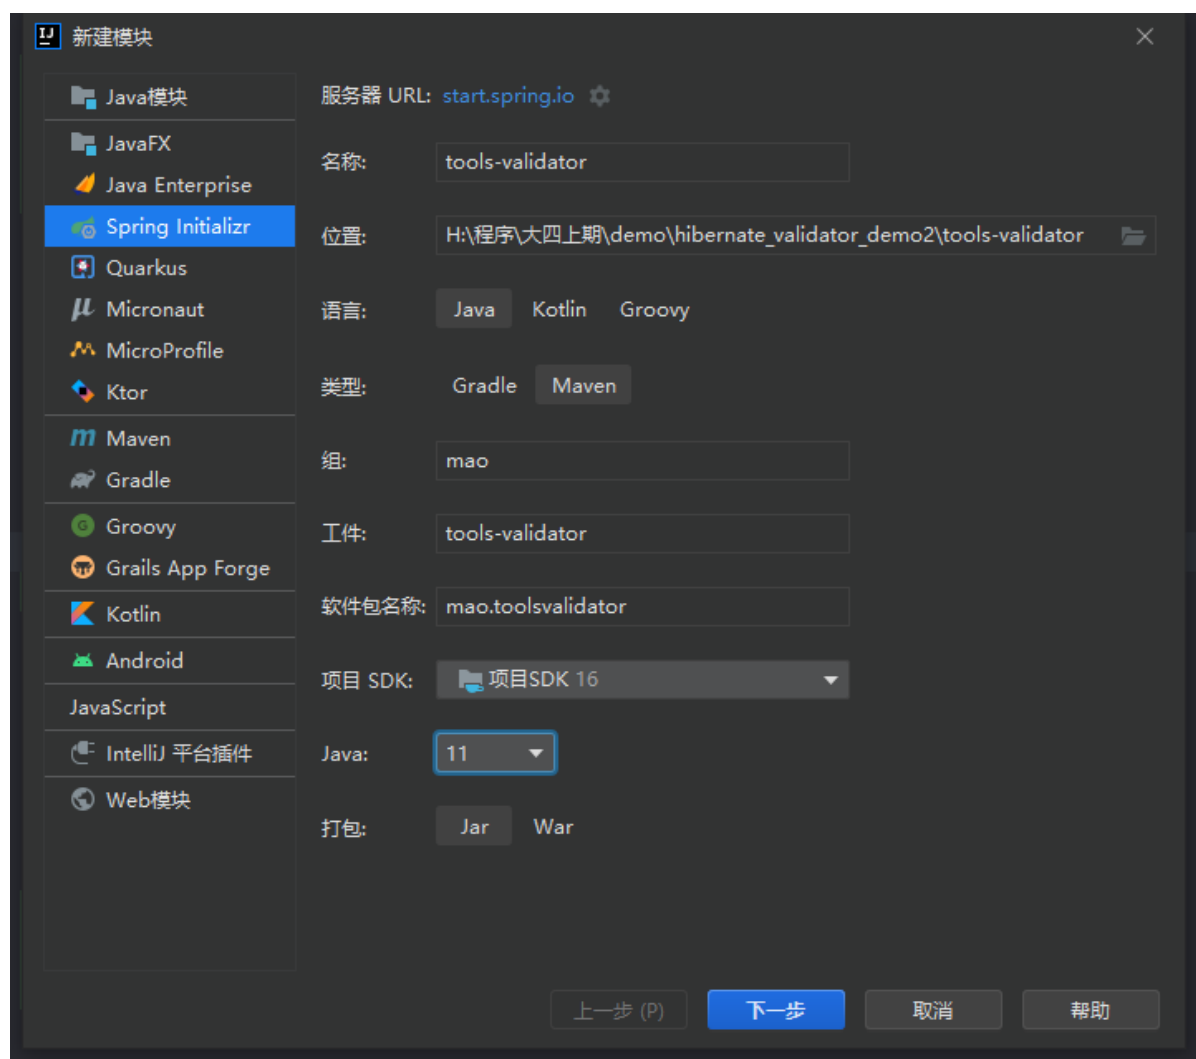 新建模块
Java模块
JavaFX
Java Enterprise
Spring Initializr
Quarkus
Micronaut
MicroProfile
Ktor
Maven
Gradle
Groovy
Grails App Forge
Kotlin
Android
JavaScript
IntelliJ 平台插件
Web模块
服务器 URL: start.spring.io
名称: tools-validator
位置: H:\程序\大四上期\demo\hibernate_validator_demo2\tools-validator
语言: Java Kotlin Groovy
类型: Gradle Maven
组: mao
工件: tools-validator
软件包名称: mao.toolsvalidator
项目 SDK: 项目SDK 16
Java: 11
打包: Jar War
上一步 (P) 下一步 取消 帮助